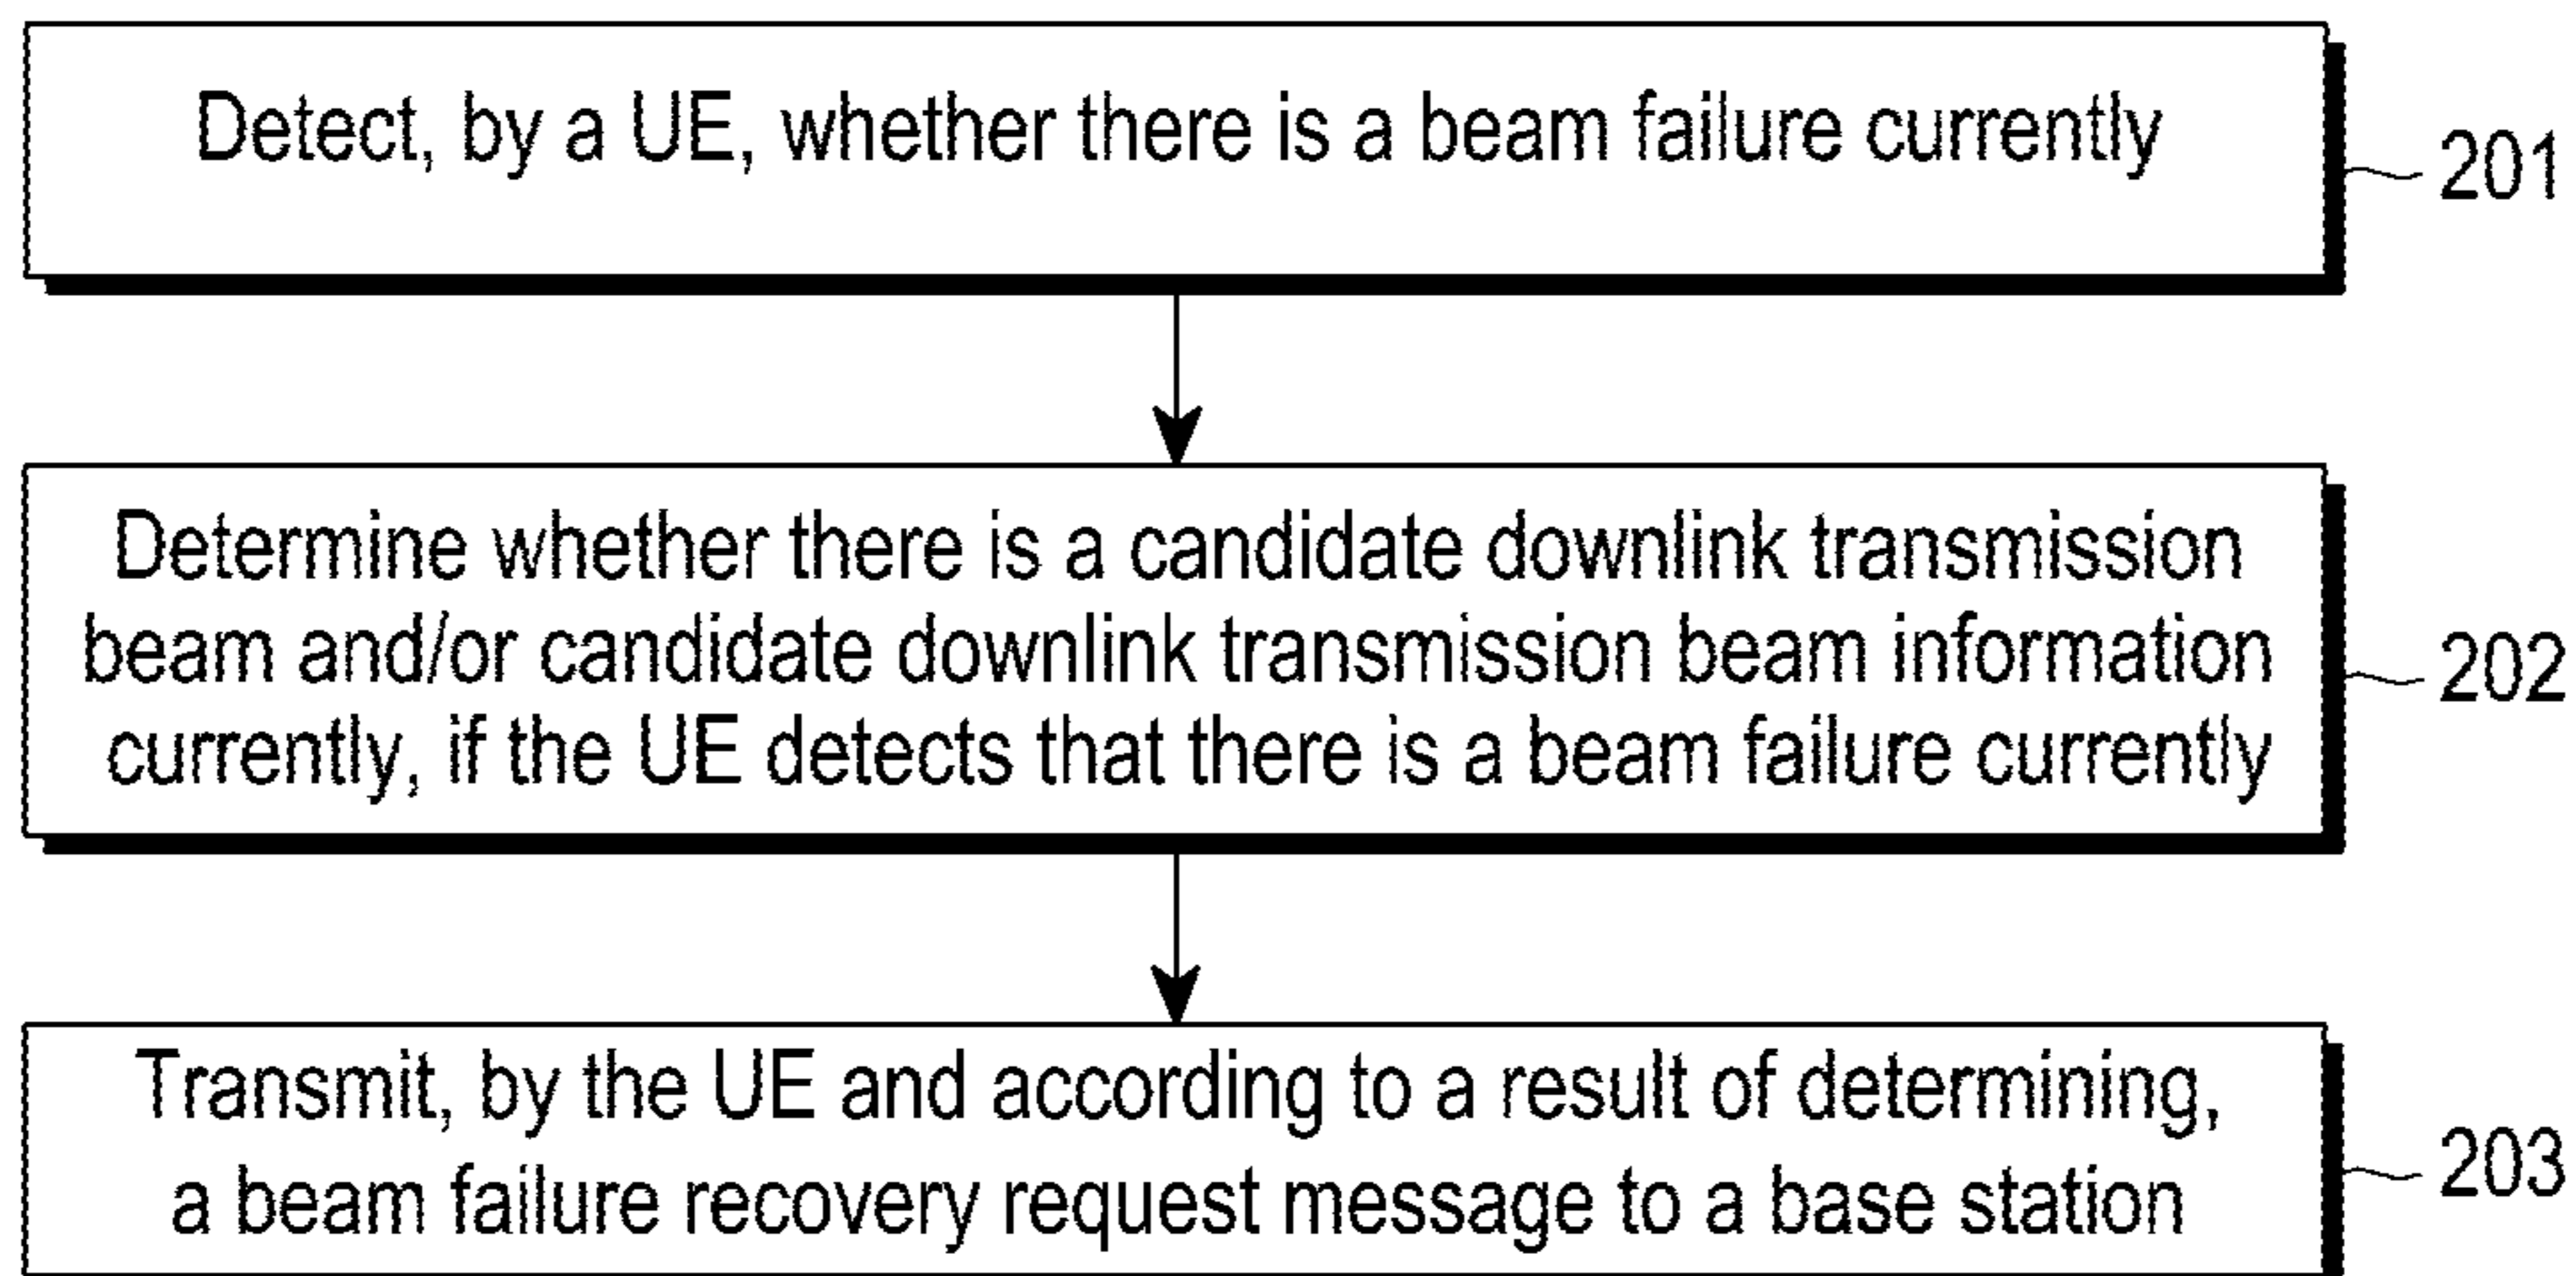 Detect, by a UE, whether there is a beam failure currently
201
Determine whether there is a candidate downlink transmission
beam and/or candidate downlink transmission beam information
currently, if the UE detects that there is a beam failure currently
202
Transmit, by the UE and according to a result of determining,
a beam failure recovery request message to a base station
203